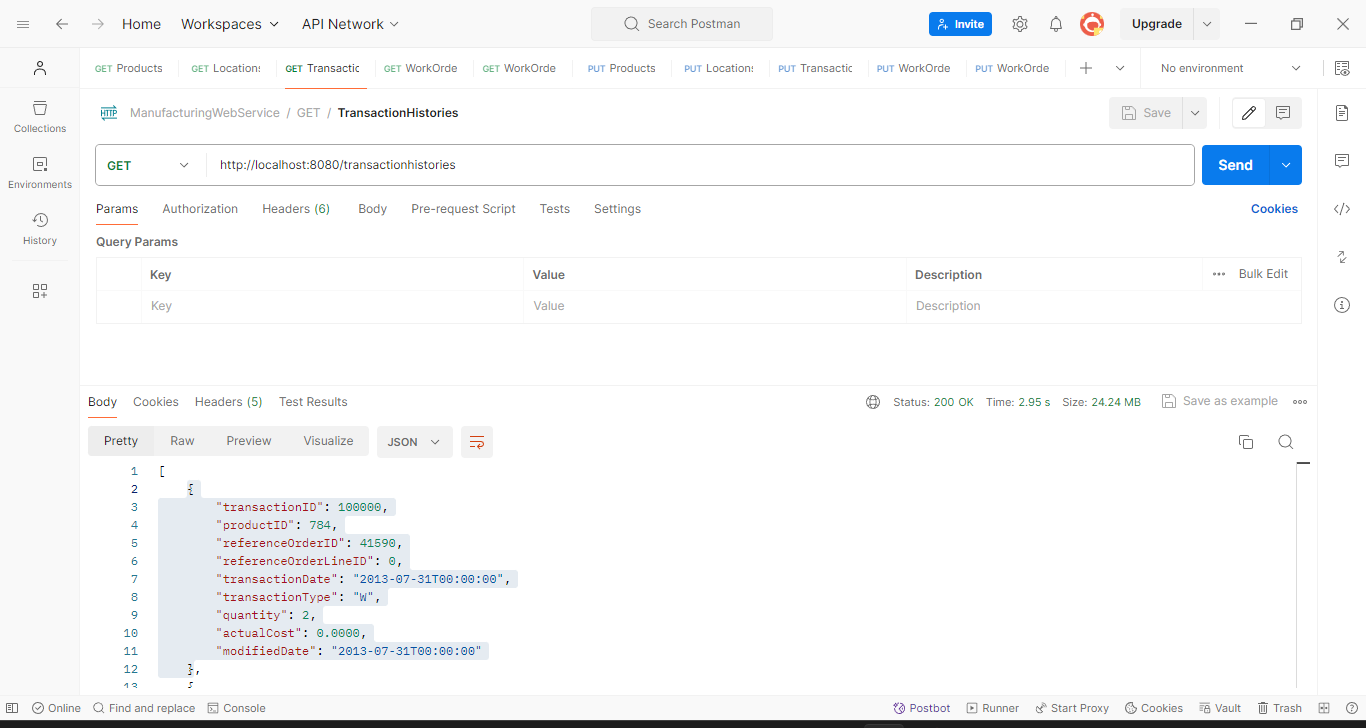 Home Workspaces API Network Search Postman Invite Upgrade
GET Products GET Locations GET Transactic GET WorkOrde GET WorkOrde PUT Products PUT Locations PUT Transactic PUT WorkOrde PUT WorkOrde No environment
HTTP ManufacturingWebService / GET / TransactionHistories Save
Collections
Environments
History
GET http://localhost:8080/transactionhistories Send
Params Authorization Headers (6) Body Pre-request Script Tests Settings Cookies
Query Params
Key Value Description Bulk Edit
Key Value Description
Body Cookies Headers (5) Test Results Status: 200 OK Time: 2.95 s Size: 24.24 MB Save as example
Pretty Raw Preview Visualize JSON
1 [
2 {
3 "transactionID": 100000,
4 "productID": 784,
5 "referenceOrderID": 41590,
6 "referenceOrderLineID": 0,
7 "transactionDate": "2013-07-31T00:00:00",
8 "transactionType": "W",
9 "quantity": 2,
10 "actualCost": 0.0000,
11 "modifiedDate": "2013-07-31T00:00:00"
12 },
13 {
Online Find and replace Console Postbot Runner Start Proxy Cookies Vault Trash